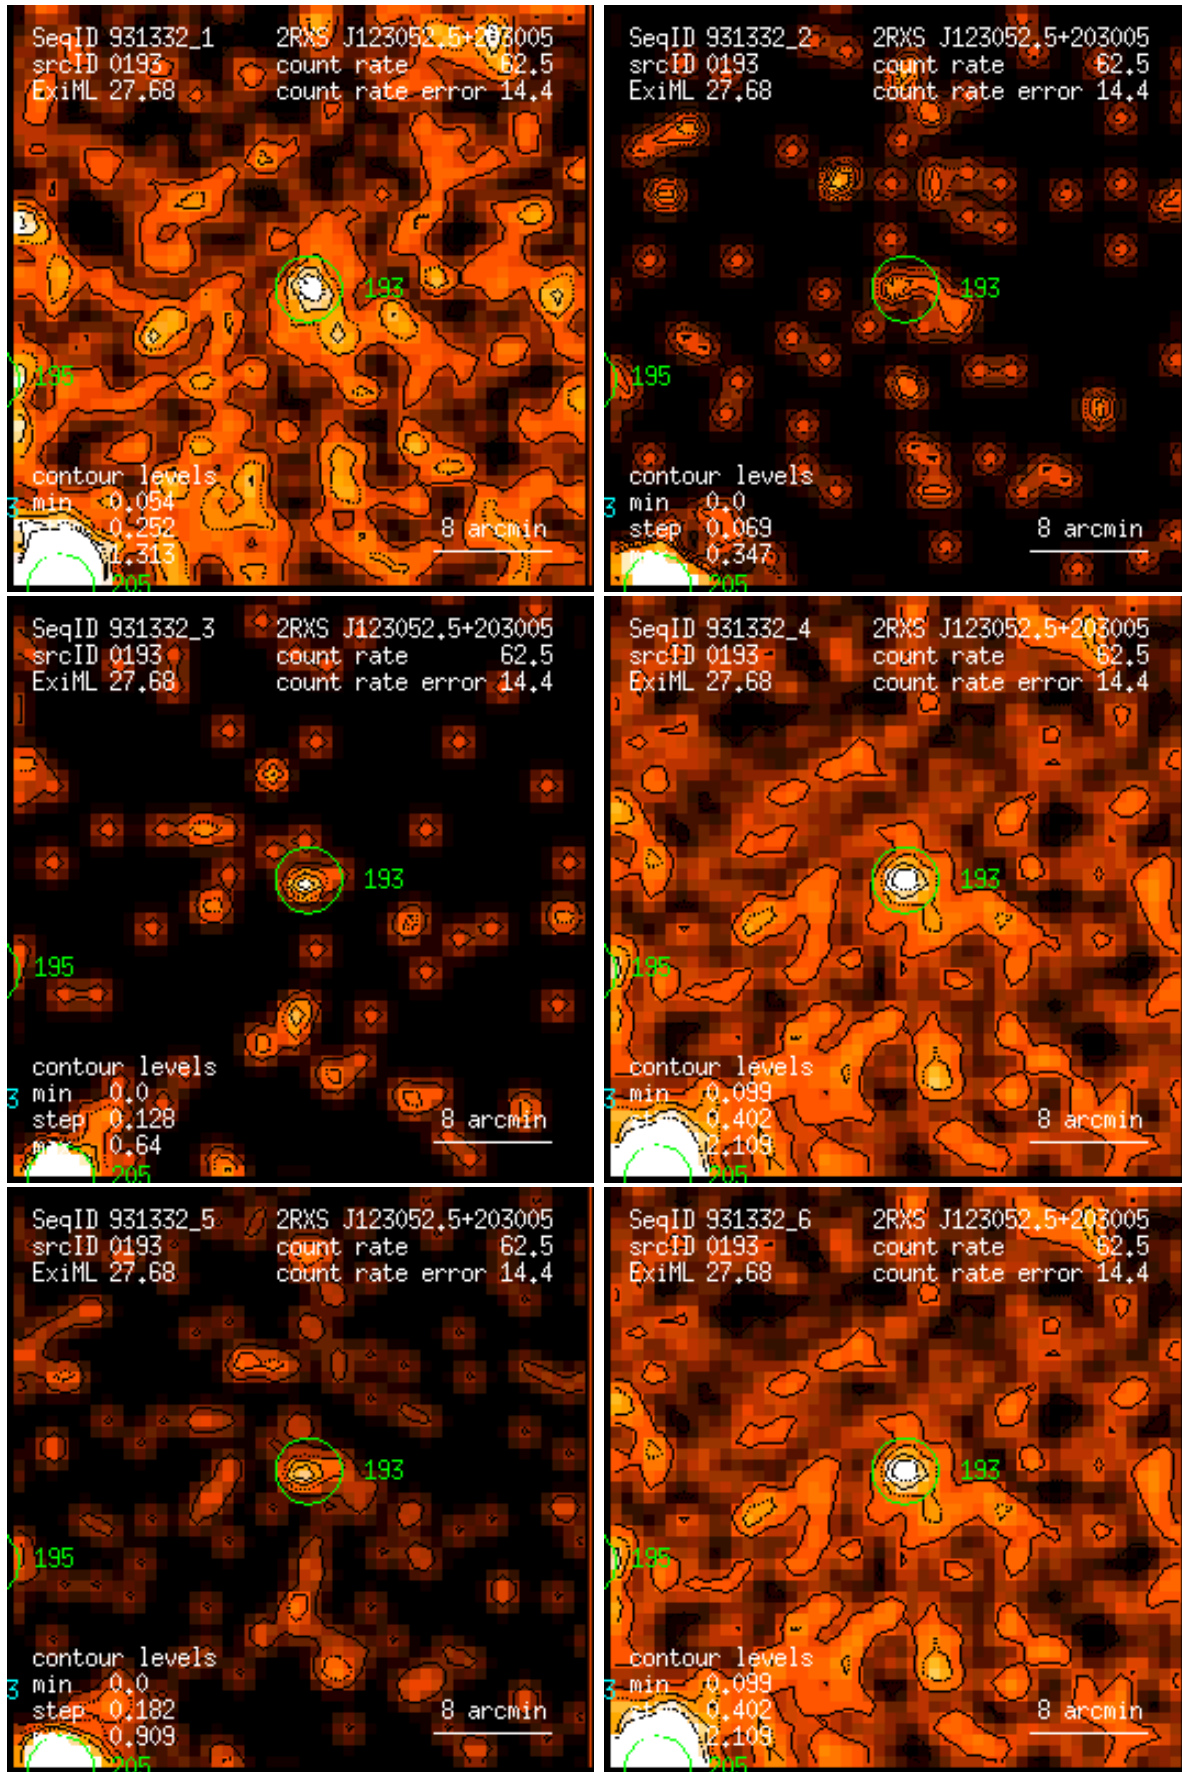 SeqID 931332_1 2RXS J123052.5+203005
srcID 0193 count rate 62.5
ExiML 27.68 count rate error 14.4
193
195
contour levels
min 0.054
3 0.252
8 arcmin
1.313
205
SeqID 931332_2 2RXS J123052.5+203005
srcID 0193 count rate 62.5
ExiML 27.68 count rate error 14.4
193
195
contour levels
3 min 0.0
step 0.069
8 arcmin
0.347
205
SeqID 931332_3 2RXS J123052.5+203005
srcID 0193 count rate 62.5
ExiML 27.68 count rate error 14.4
193
195
contour levels
3 min 0.0
step 0.128
8 arcmin
0.64
205
SeqID 931332_4 2RXS J123052.5+203005
srcID 0193 count rate 62.5
ExiML 27.68 count rate error 14.4
193
195
contour levels
3 min 0.099
0.402
8 arcmin
2.109
205
SeqID 931332_5 2RXS J123052.5+203005
srcID 0193 count rate 62.5
ExiML 27.68 count rate error 14.4
193
195
contour levels
3 min 0.0
step 0.182
8 arcmin
0.909
205
SeqID 931332_6 2RXS J123052.5+203005
srcID 0193 count rate 62.5
ExiML 27.68 count rate error 14.4
193
195
contour levels
3 min 0.099
0.402
8 arcmin
2.109
205